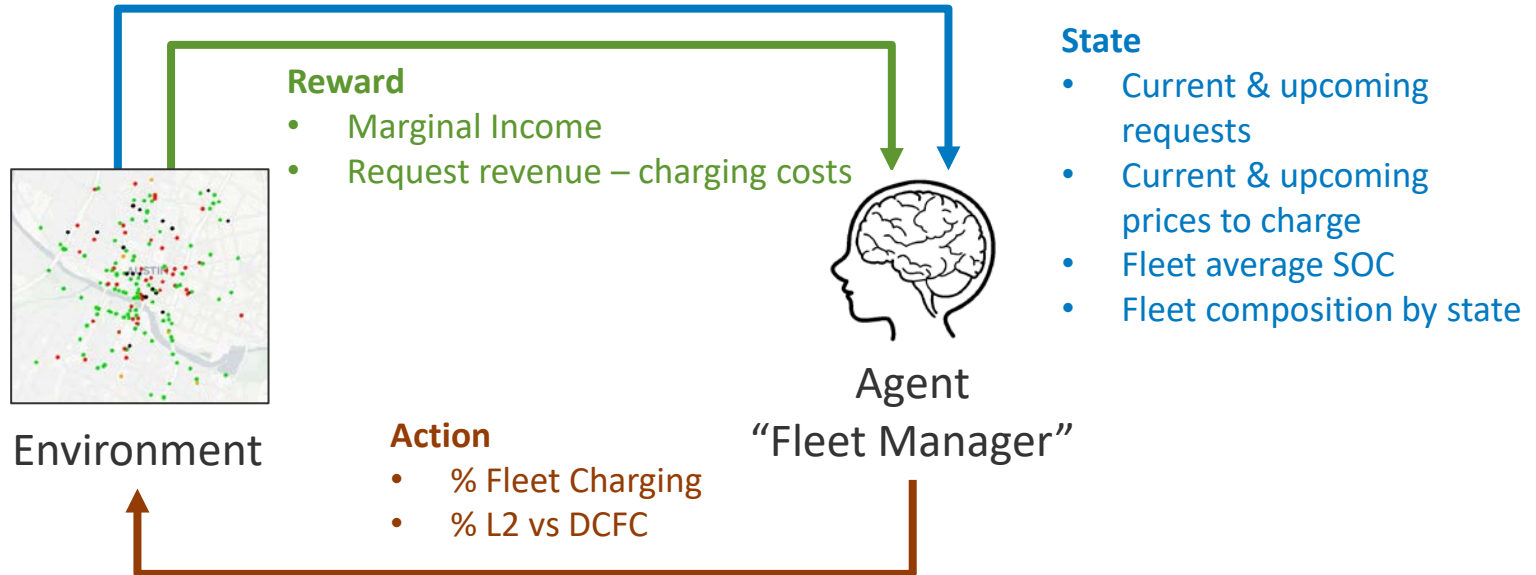 Reward
• Marginal Income
• Request revenue – charging costs
State
• Current & upcoming
requests
• Current & upcoming
prices to charge
• Fleet average SOC
• Fleet composition by state
AUSTIN
Environment
Agent
“Fleet Manager”
Action
• % Fleet Charging
• % L2 vs DCFC